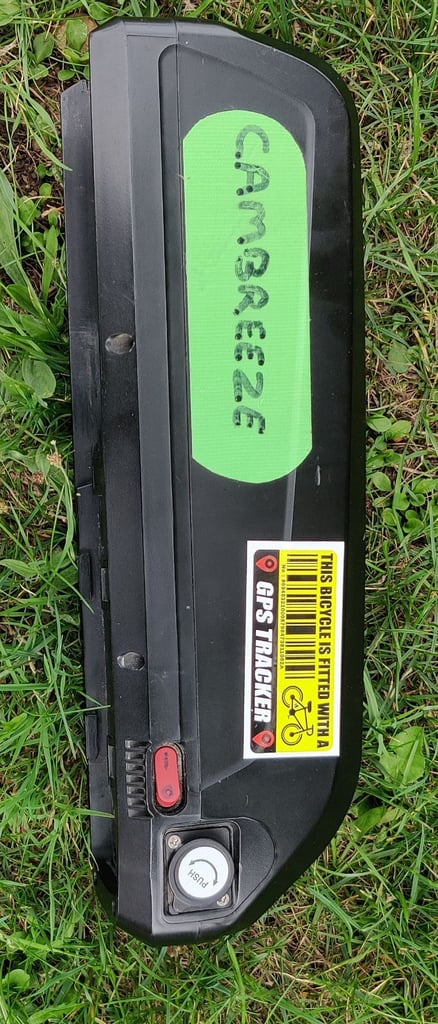 CAMBREEZE
THIS BICYCLE IS FITTED WITH A
GPS TRACKER
PUSH